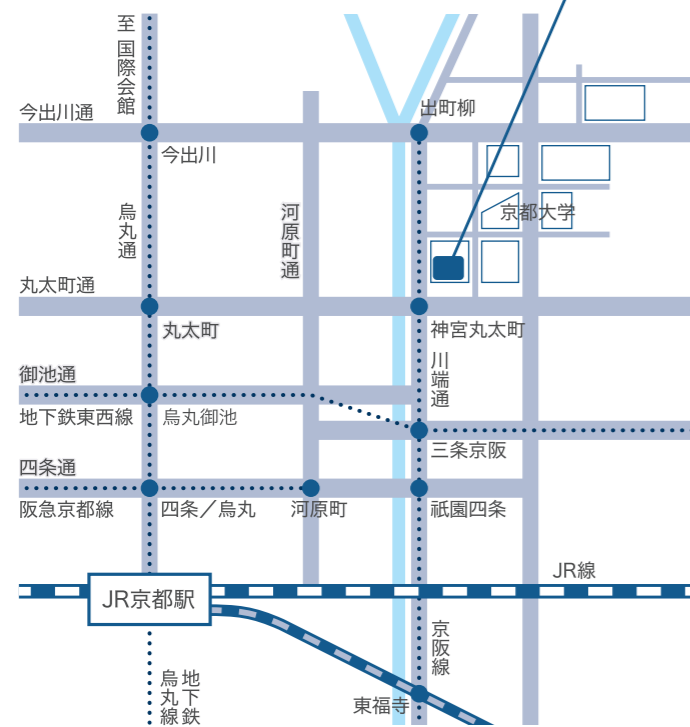 至 国際会館
今出川通
出町柳
今出川
烏丸通
河原町通
京都大学
丸太町通
丸太町
神宮丸太町
御池通
川端通
地下鉄東西線
烏丸御池
三条京阪
四条通
阪急京都線
四条／烏丸
河原町
祇園四条
JR線
JR京都駅
京阪線
地下鉄
烏丸線
東福寺